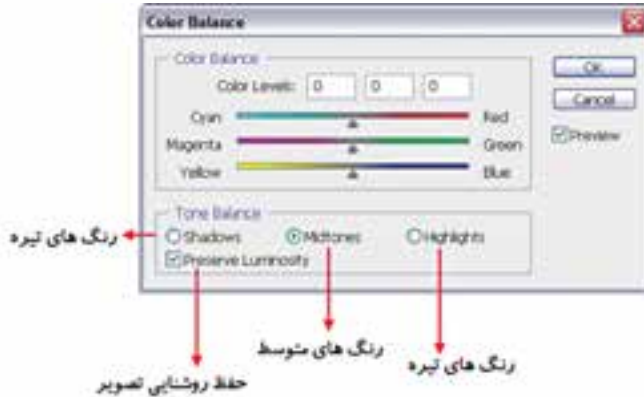 Color Balance
Color Balance
Color Levels: 0 0 0
Cyan Red
Magenta Green
Yellow Blue
OK
Cancel
Preview
Tone Balance
Shadows Midtones Highlights
Preserve Luminosity
رنگ های تیره
رنگ های متوسط
رنگ های تیره
حفظ روشنایی تصویر